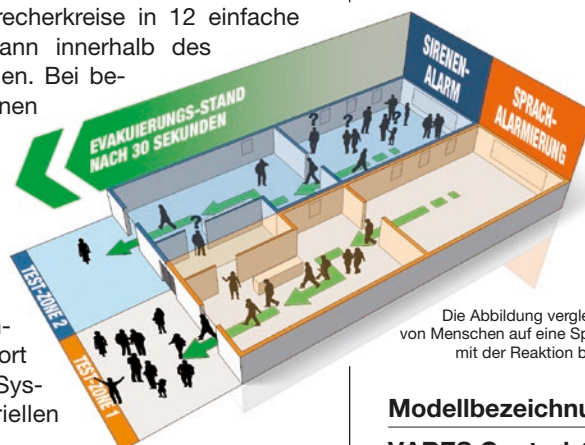 recherkreise in 12 einfache
ann innerhalb des
en. Bei be-
nen
EVAKUIERUNGS-STAND
NACH 30 SEKUNDEN
SIRENEN-
ALARM
SPRACH-
ALARMIERUNG
?
?
?
?
?
TEST-ZONE 2
TEST-ZONE 1
n-
ort
Sys-
riellen
Die Abbildung vergle
von Menschen auf eine Sp
mit der Reaktion b
Modellbezeichnu